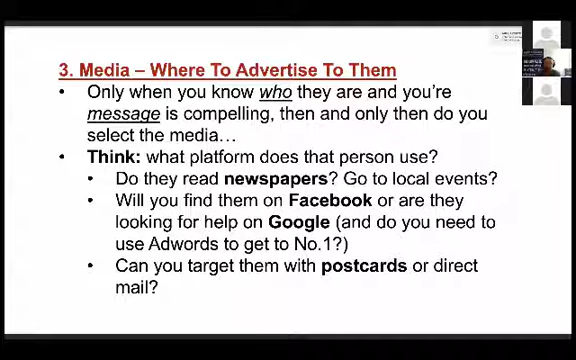 3. Media – Where To Advertise To Them
• Only when you know who they are and you're
message is compelling, then and only then do you
select the media…
• Think: what platform does that person use?
• Do they read newspapers? Go to local events?
• Will you find them on Facebook or are they
looking for help on Google (and do you need to
use Adwords to get to No.1?)
• Can you target them with postcards or direct
mail?